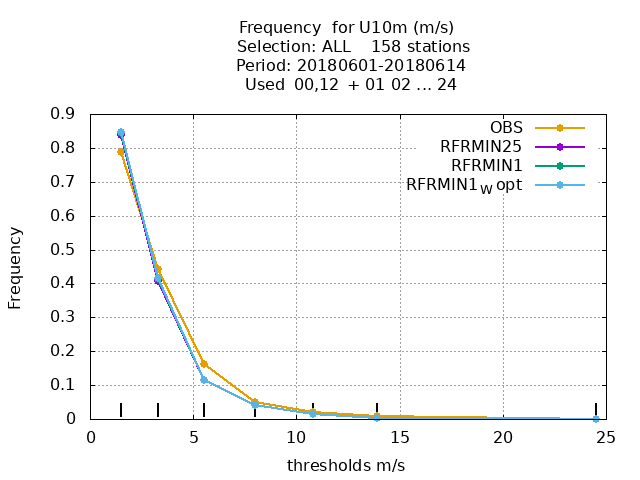 Frequency  for U10m (m/s)
Selection: ALL    158 stations
Period: 20180601-20180614
Used  00,12  + 01 02 ... 24
OBS
RFRMIN25
RFRMIN1
RFRMIN1w opt
0.9
0.8
0.7
0.6
0.5
0.4
0.3
0.2
0.1
0
Frequency
0 5 10 15 20 25
thresholds m/s